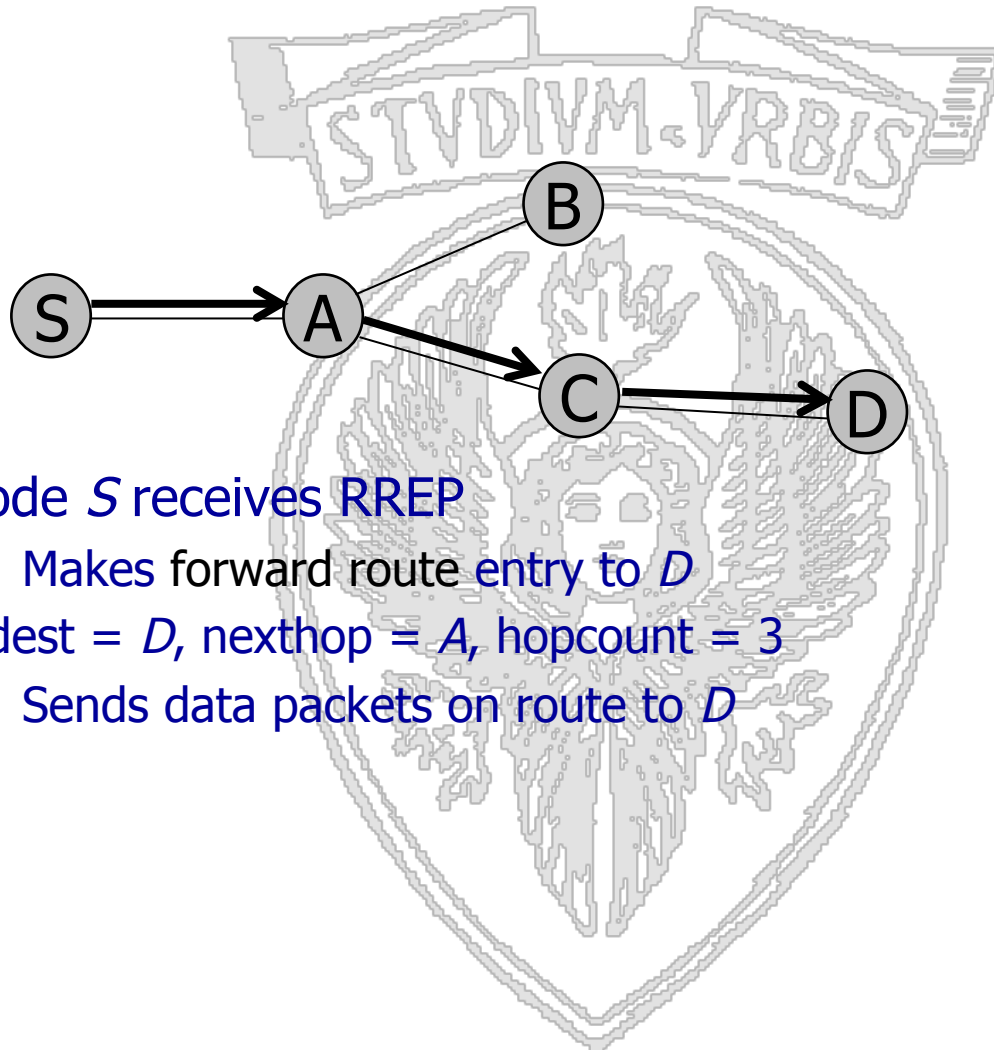 STVDIVM VRBIS
B
S
A
C
D
ode S receives RREP
Makes forward route entry to D
dest = D, nexthop = A, hopcount = 3
Sends data packets on route to D